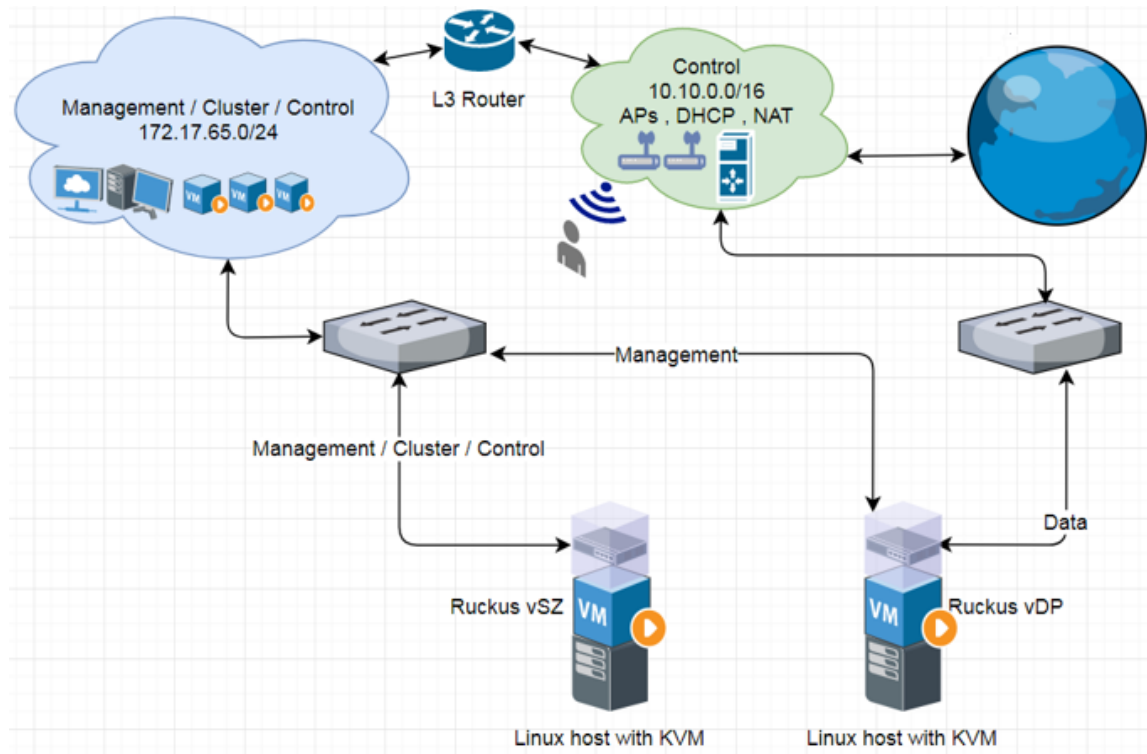 L3 Router
Management / Cluster / Control
172.17.65.0/24
Control
10.10.0.0/16
APs , DHCP , NAT
VM
VM
VM
Management
Management / Cluster / Control
Data
Ruckus vSZ
VM
VM
Ruckus vDP
Linux host with KVM
Linux host with KVM